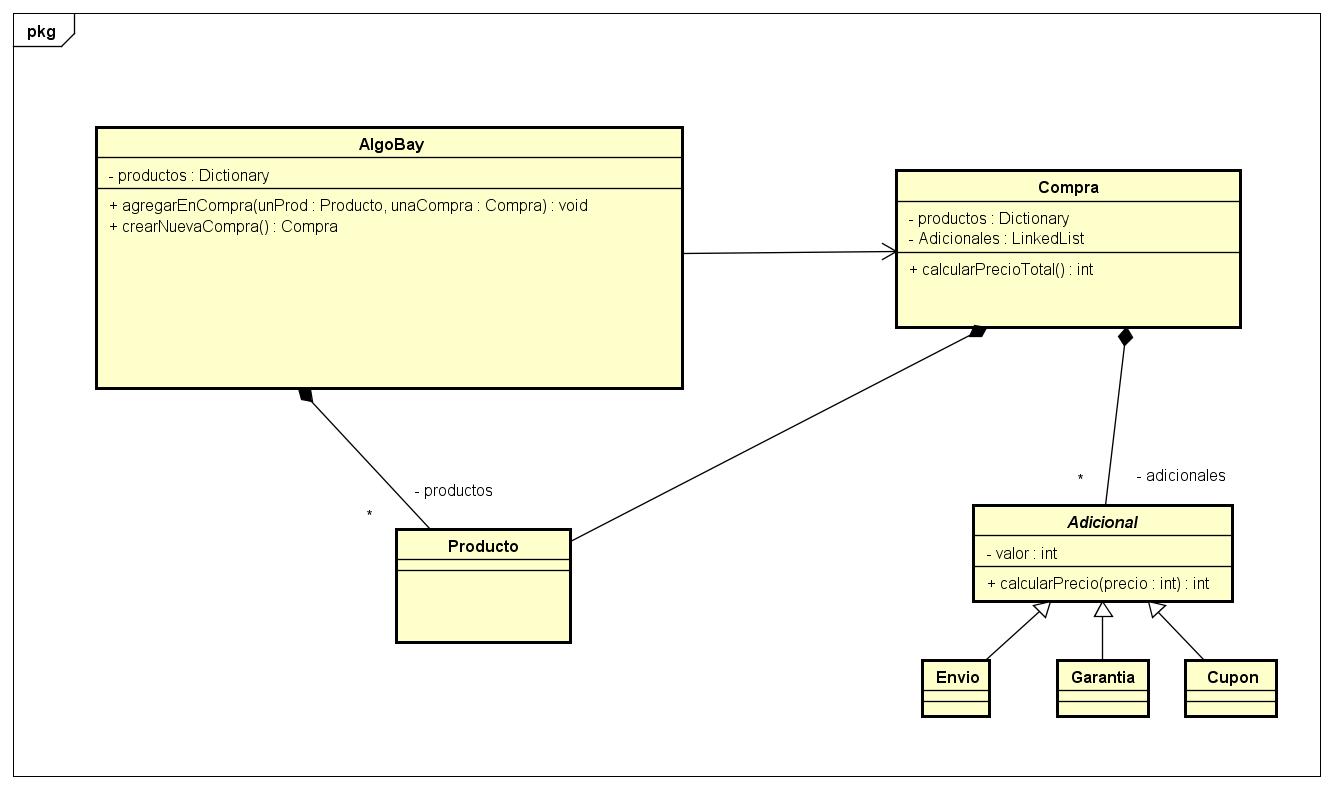 pkg
AlgoBay
- productos : Dictionary
+ agregarEnCompra(unProd : Producto, unaCompra : Compra) : void
+ crearNuevaCompra() : Compra
Compra
- productos : Dictionary
- Adicionales : LinkedList
+ calcularPrecioTotal() : int
- productos
*
Producto
*
- adicionales
Adicional
- valor : int
+ calcularPrecio(precio : int) : int
Envio
Garantia
Cupon